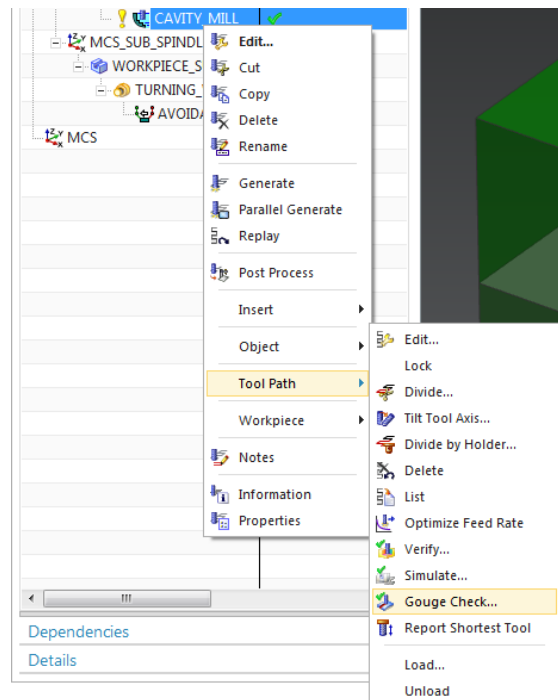 CAVITY_MILL
MCS_SUB_SPINDL
WORKPIECE_S
TURNING_
AVOIDA
MCS
Edit...
Cut
Copy
Delete
Rename
Generate
Parallel Generate
Replay
Post Process
Insert
Object
Tool Path
Workpiece
Notes
Information
Properties
Edit...
Lock
Divide...
Tilt Tool Axis...
Divide by Holder...
Delete
List
Optimize Feed Rate
Verify...
Simulate...
Gouge Check...
Report Shortest Tool
Load...
Unload
Dependencies
Details